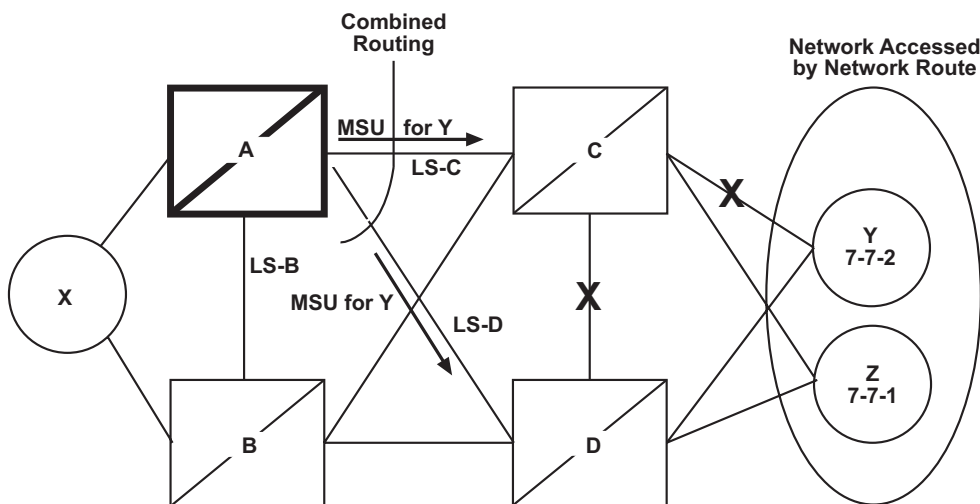 Combined
Routing
Network Accessed
by Network Route
A
MSU for Y
LS-C
C
X
Y
7-7-2
LS-B
X
MSU for Y
X
LS-D
Z
7-7-1
B
D